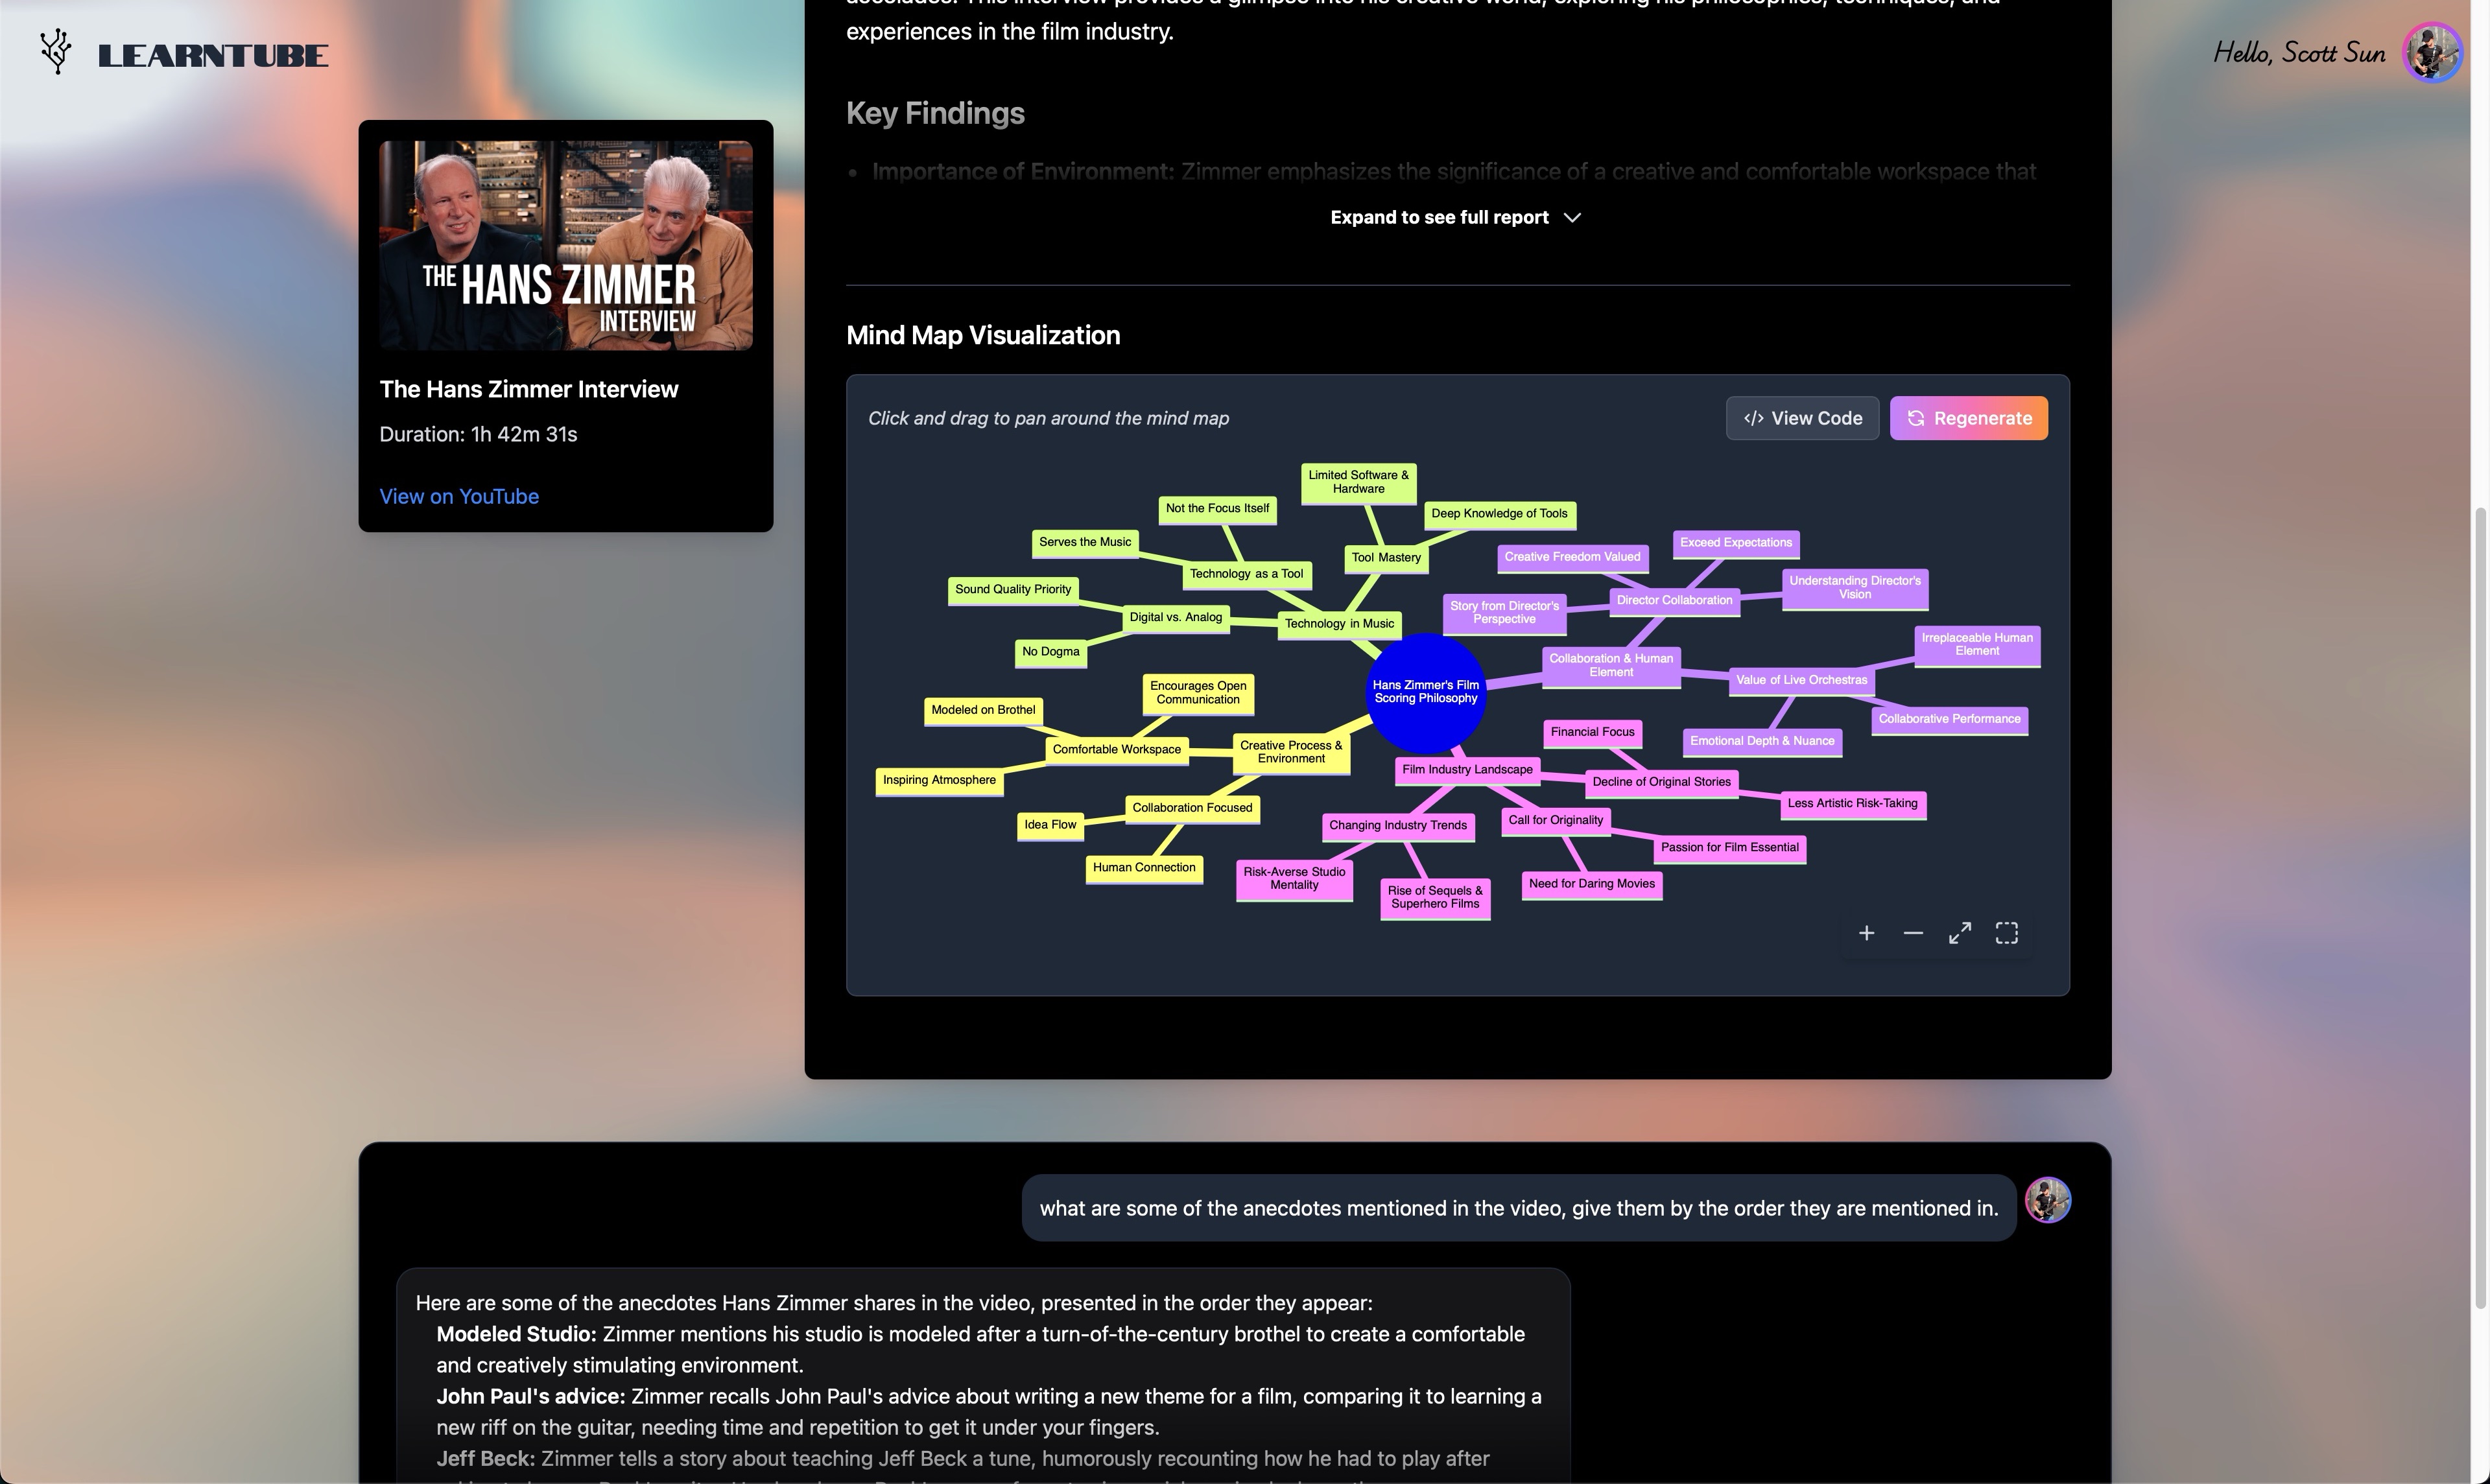 LEARNTUBE
Hello, Scott Sun
experiences in the film industry.
Key Findings
• Importance of Environment: Zimmer emphasizes the significance of a creative and comfortable workspace that
Expand to see full report
THE HANS ZIMMER
INTERVIEW
The Hans Zimmer Interview
Duration: 1h 42m 31s
View on YouTube
Mind Map Visualization
Click and drag to pan around the mind map
</> View Code
Regenerate
Limited Software &
Hardware
Not the Focus Itself
Deep Knowledge of Tools
Serves the Music
Tool Mastery
Technology as a Tool
Sound Quality Priority
Digital vs. Analog
Technology in Music
No Dogma
Creative Freedom Valued
Exceed Expectations
Understanding Director's
Vision
Director Collaboration
Story from Director's
Perspective
Irreplaceable Human
Element
Collaboration & Human
Element
Value of Live Orchestras
Collaborative Performance
Emotional Depth & Nuance
Hans Zimmer's Film
Scoring Philosophy
Encourages Open
Communication
Modeled on Brothel
Comfortable Workspace
Creative Process &
Environment
Inspiring Atmosphere
Collaboration Focused
Idea Flow
Human Connection
Financial Focus
Film Industry Landscape
Decline of Original Stories
Less Artistic Risk-Taking
Changing Industry Trends
Call for Originality
Passion for Film Essential
Risk-Averse Studio
Mentality
Rise of Sequels &
Superhero Films
Need for Daring Movies
what are some of the anecdotes mentioned in the video, give them by the order they are mentioned in.
Here are some of the anecdotes Hans Zimmer shares in the video, presented in the order they appear:
Modeled Studio: Zimmer mentions his studio is modeled after a turn-of-the-century brothel to create a comfortable
and creatively stimulating environment.
John Paul's advice: Zimmer recalls John Paul's advice about writing a new theme for a film, comparing it to learning a
new riff on the guitar, needing time and repetition to get it under your fingers.
Jeff Beck: Zimmer tells a story about teaching Jeff Beck a tune, humorously recounting how he had to play after